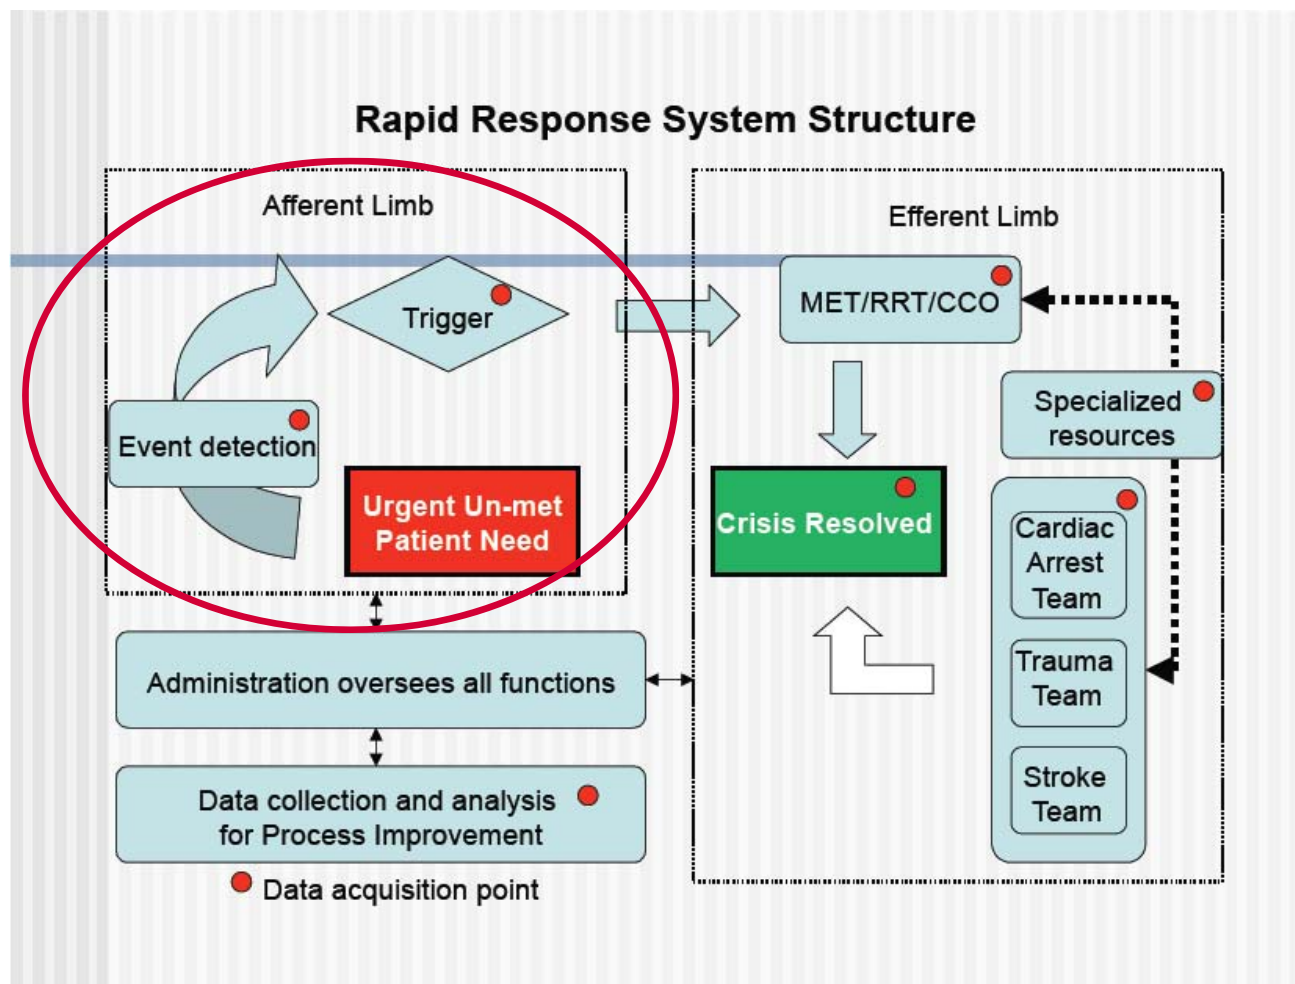 Rapid Response System Structure
Afferent Limb
Trigger
Event detection
Urgent Un-met
Patient Need
Efferent Limb
MET/RRT/CCO
Specialized
resources
Crisis Resolved
Cardiac
Arrest
Team
Trauma
Team
Stroke
Team
Administration oversees all functions
Data collection and analysis
for Process Improvement
Data acquisition point